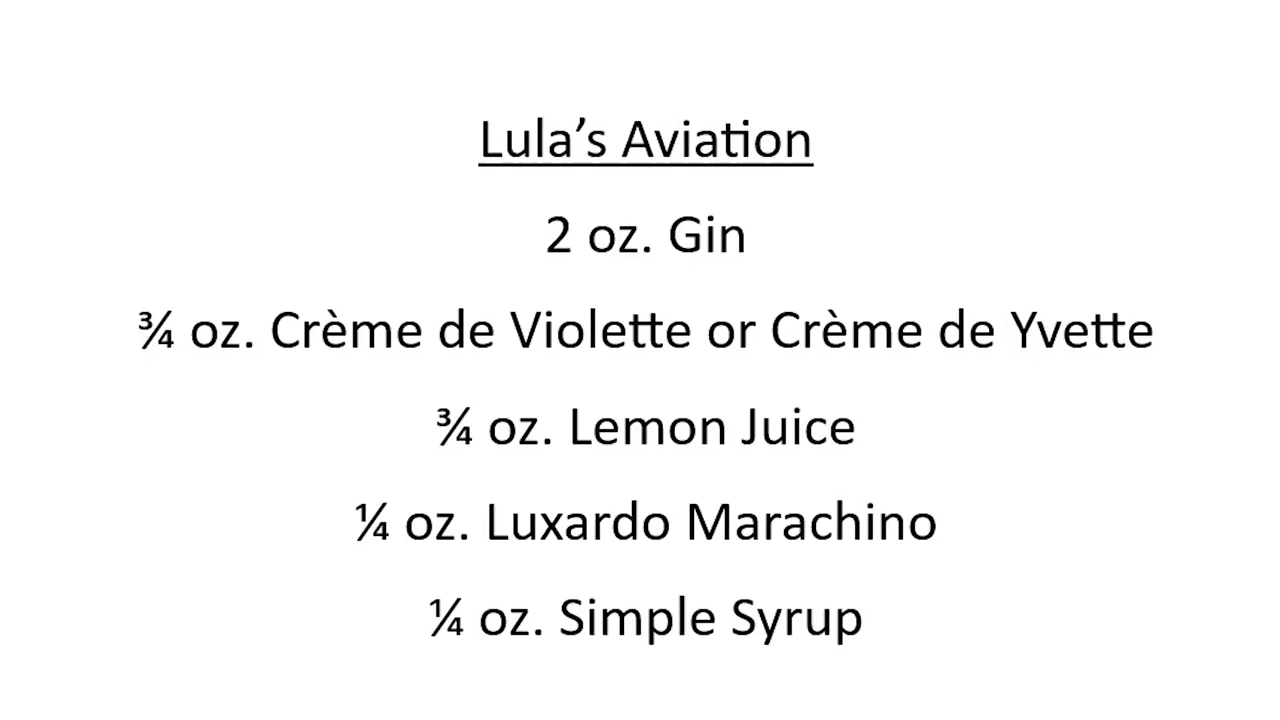 Lula’s Aviation
2 oz. Gin
¾ oz. Crème de Violette or Crème de Yvette
¾ oz. Lemon Juice
¼ oz. Luxardo Marachino
¼ oz. Simple Syrup